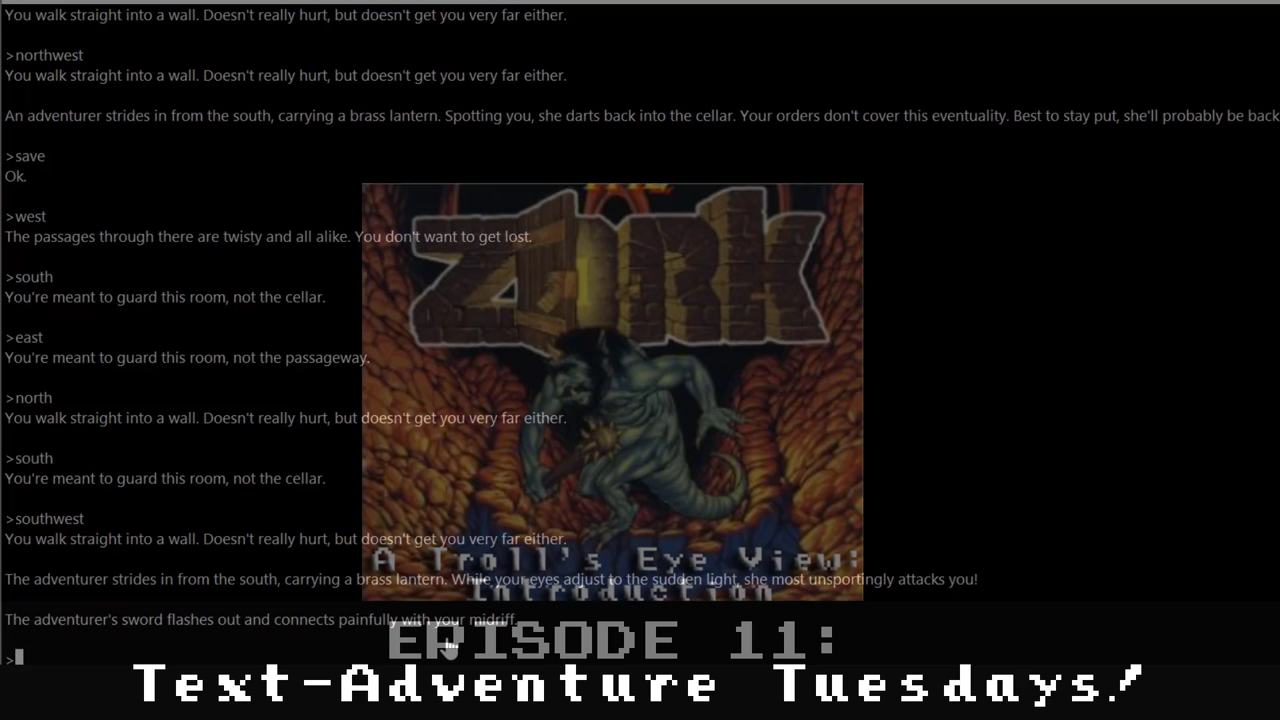 You walk straight into a wall. Doesn't really hurt, but doesn't get you very far either.
>northwest
You walk straight into a wall. Doesn't really hurt, but doesn't get you very far either.
An adventurer strides in from the south, carrying a brass lantern. Spotting you, she darts back into the cellar. Your orders don't cover this eventuality. Best to stay put, she'll probably be back
>save
Ok.
>west
The passages through there are twisty and all alike. You don't want to get lost.
>south
You're meant to guard this room, not the cellar.
>east
You're meant to guard this room, not the passageway.
>north
You walk straight into a wall. Doesn't really hurt, but doesn't get you very far either.
>south
You're meant to guard this room, not the cellar.
>southwest
You walk straight into a wall. Doesn't really hurt, but doesn't get you very far either.
The adventurer strides in from the south, carrying a brass lantern. While your eyes adjust to the sudden light, she most unsportingly attacks you!
The adventurer's sword flashes out and connects painfully with your midriff.
>
ZORK
A Troll's Eye View:
Introduction
EPISODE 11:
Text-Adventure Tuesdays!